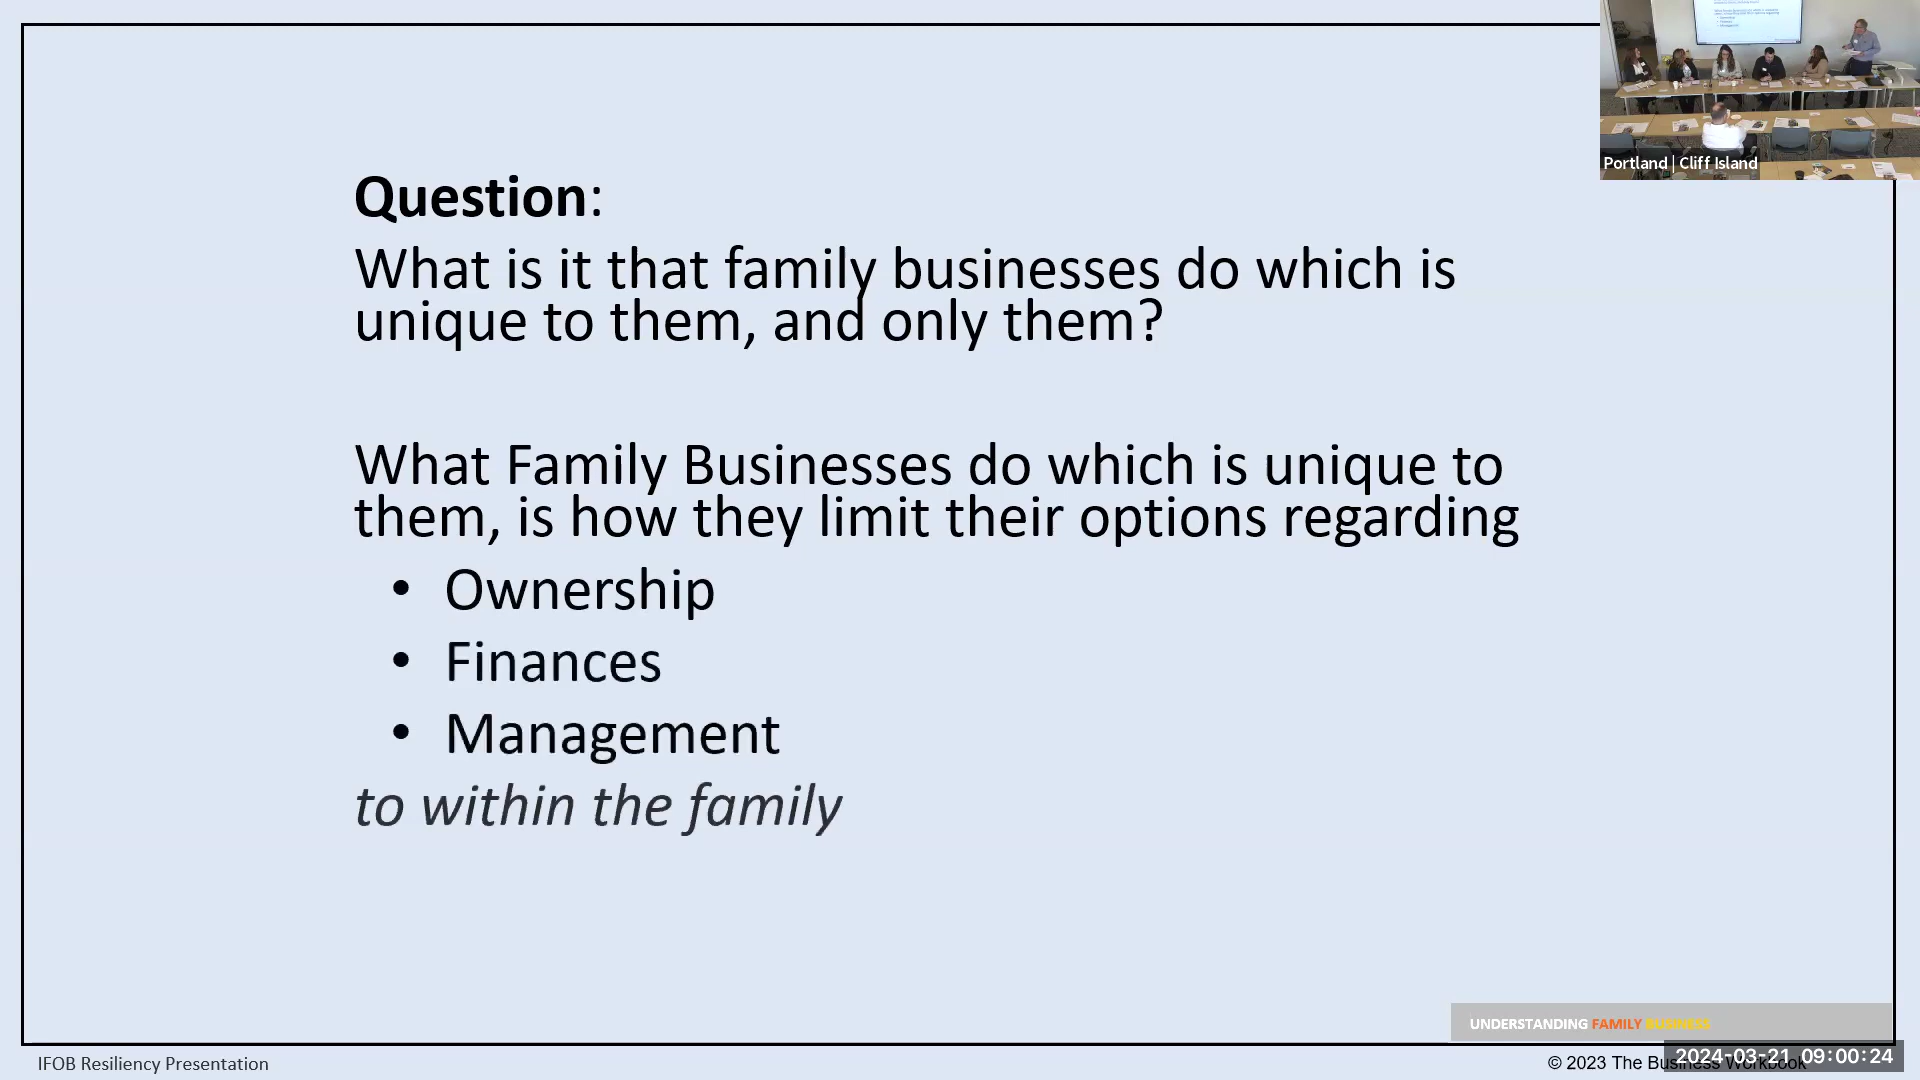 Portland | Cliff Island
Question:
What is it that family businesses do which is
unique to them, and only them?
What Family Businesses do which is unique to
them, is how they limit their options regarding
• Ownership
• Finances
• Management
to within the family
UNDERSTANDING FAMILY BUSINESS
IFOB Resiliency Presentation
© 2023 The Business Workbook
2024-03-21 09:00:24